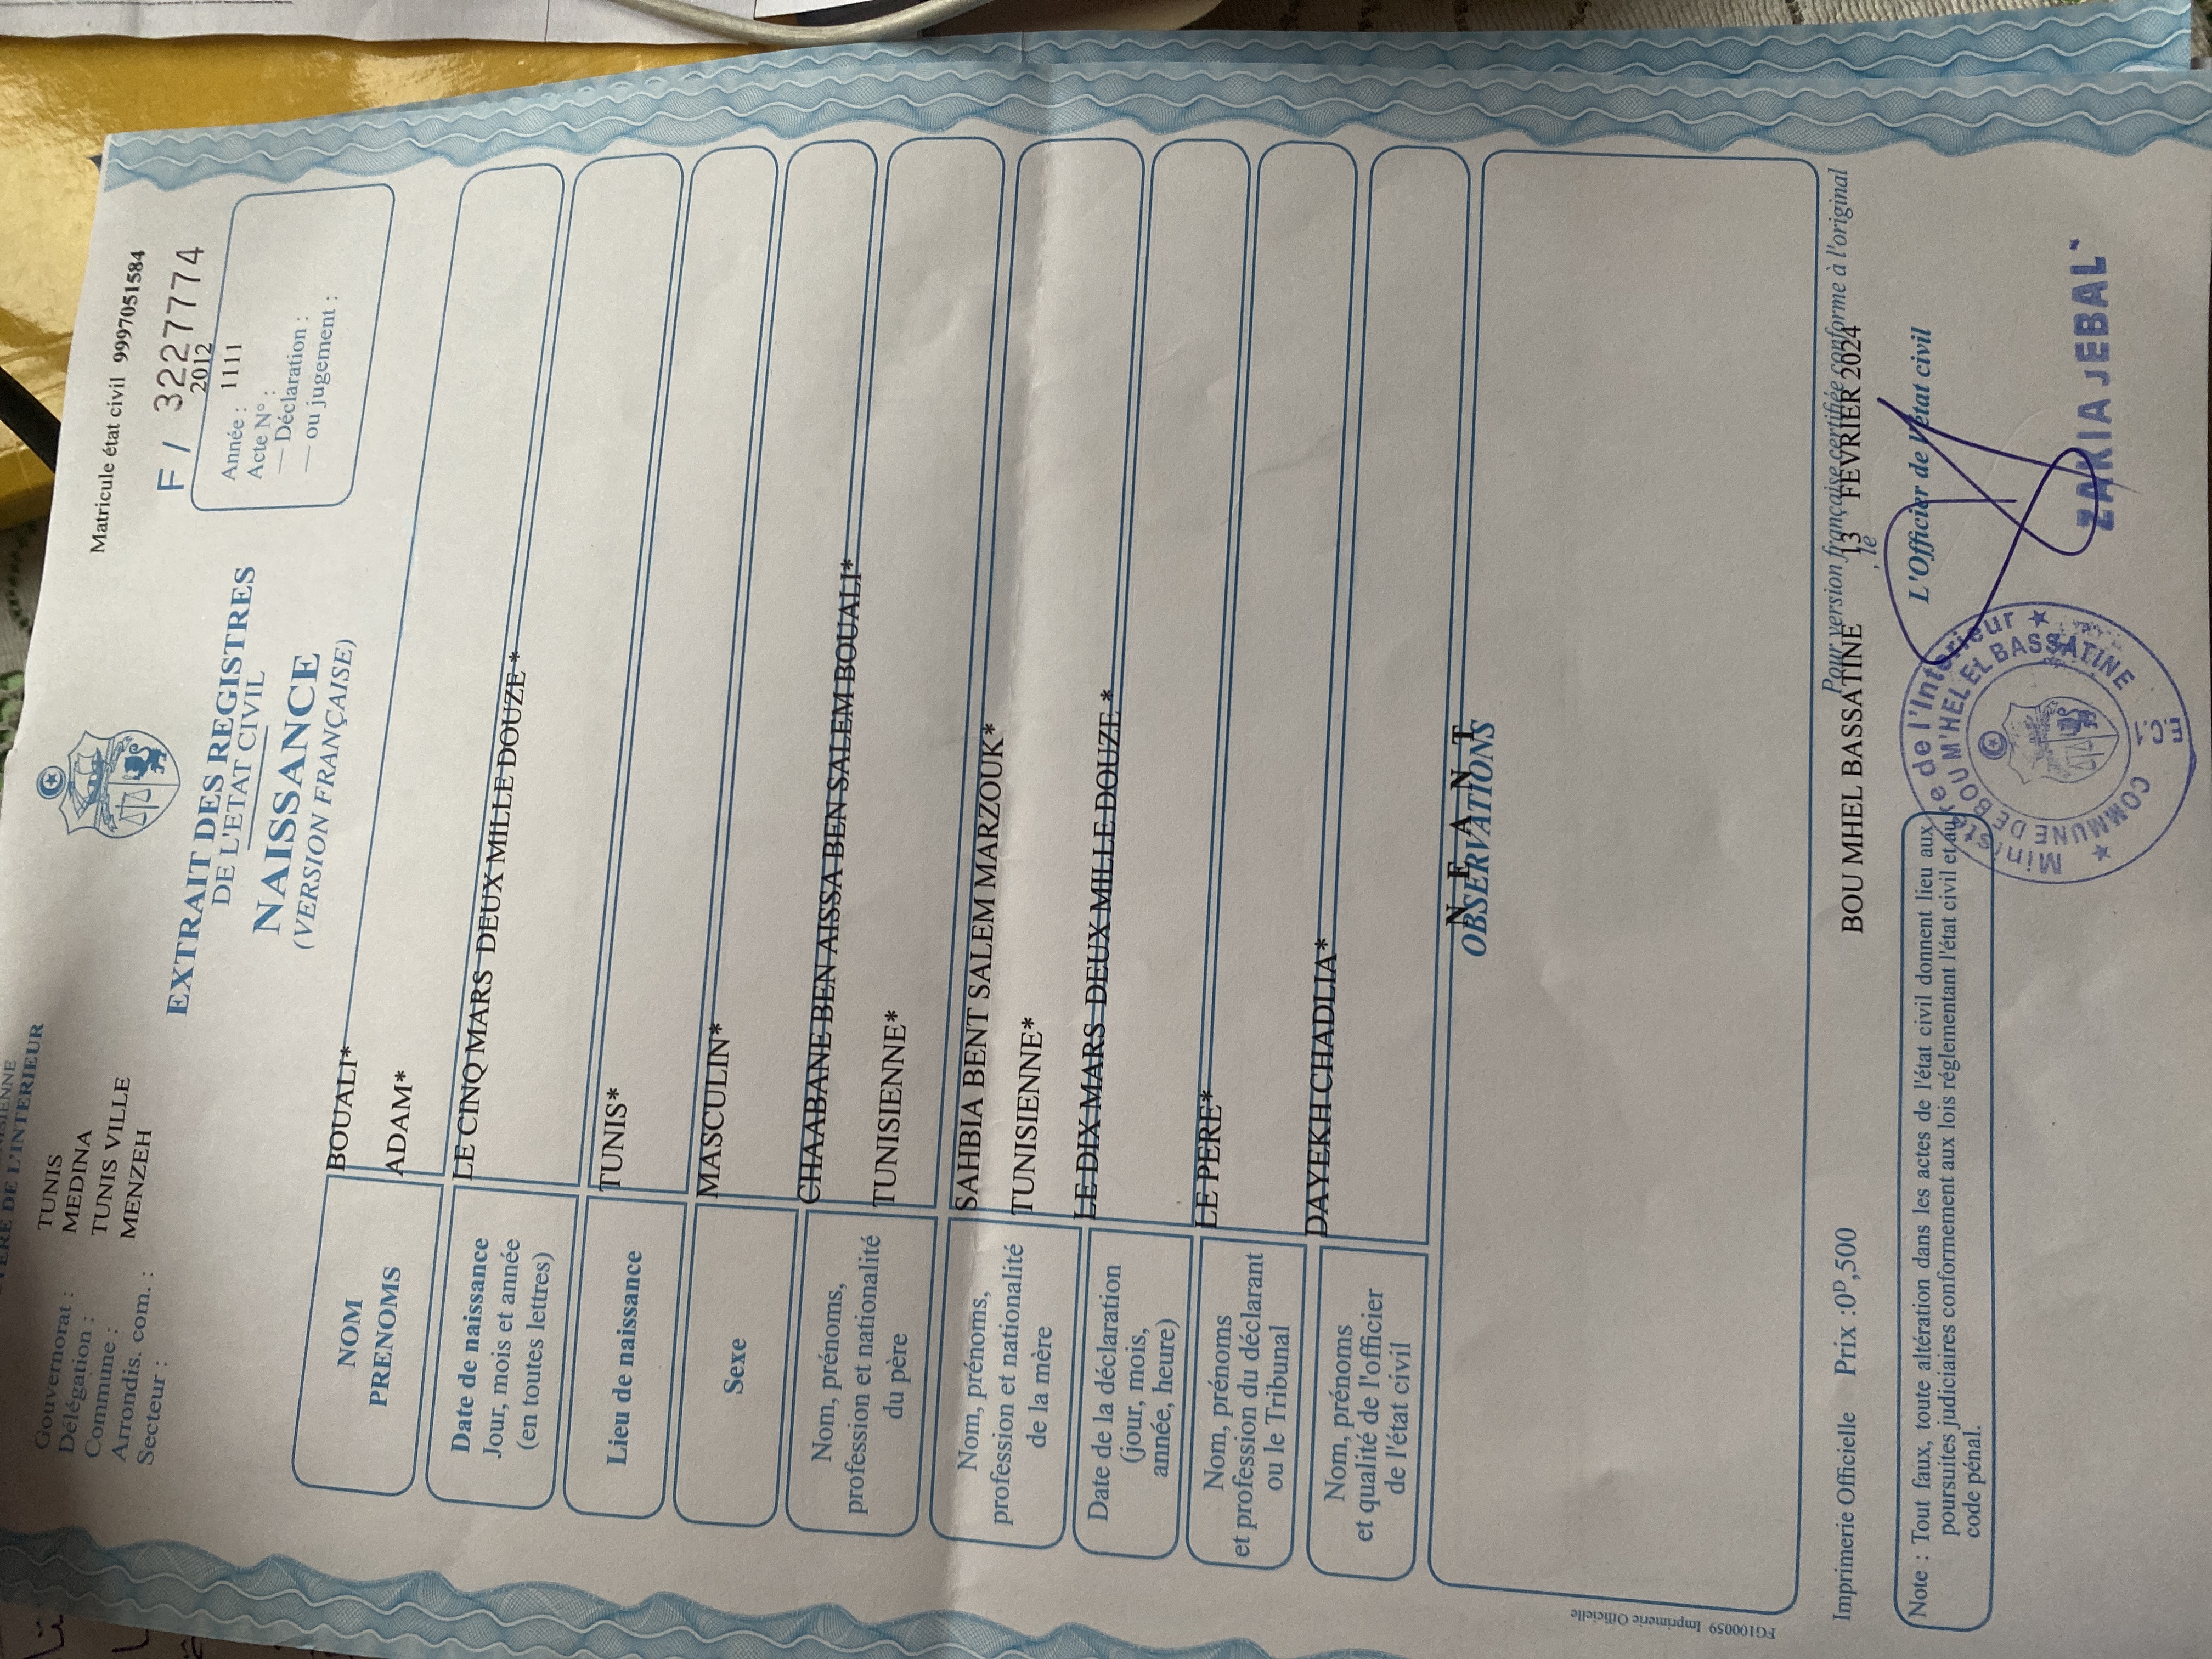 SIENNE
TERE DE L'INTERIEUR
Gouvernorat : TUNIS
Délégation : MEDINA
Commune : TUNIS VILLE
Arrondis. com. : MENZEH
Secteur :
Matricule état civil 9997051584
F / 3227774
2012
Année : 1111
Acte N° :
— Déclaration :
— ou jugement :
EXTRAIT DES REGISTRES
DE L'ETAT CIVIL
NAISSANCE
(VERSION FRANÇAISE)
NOM BOUALI*
PRENOMS ADAM*
Date de naissance LE CINQ MARS DEUX MILLE DOUZE *
Jour, mois et année
(en toutes lettres)
Lieu de naissance TUNIS*
Sexe MASCULIN*
Nom, prénoms, CHAABANE BEN AISSA BEN SALEM BOUALI*
profession et nationalité
du père TUNISIENNE*
Nom, prénoms, SAHBIA BENT SALEM MARZOUK*
profession et nationalité
de la mère TUNISIENNE*
Date de la déclaration LE DIX MARS DEUX MILLE DOUZE *
(jour, mois,
année, heure)
Nom, prénoms LE PERE*
et profession du déclarant
ou le Tribunal
Nom, prénoms DAYEKH CHADLIA*
et qualité de l'officier
de l'état civil
N E A N T
OBSERVATIONS
FG100059 Imprimerie Officielle
Imprimerie Officielle Prix :0ᴰ,500
Pour version française certifiée conforme à l'original
BOU MHEL BASSATINE , le 13 FEVRIER 2024
L'Officier de l'état civil
Note : Tout faux, toute altération dans les actes de l'état civil donnent lieu aux
poursuites judiciaires conformement aux lois réglementant l'état civil et au
code pénal.
Ministère de l'Interieur
COMMUNE DE BOU M'HEL EL BASSATINE
E.C.1
ZAKIA JEBAL